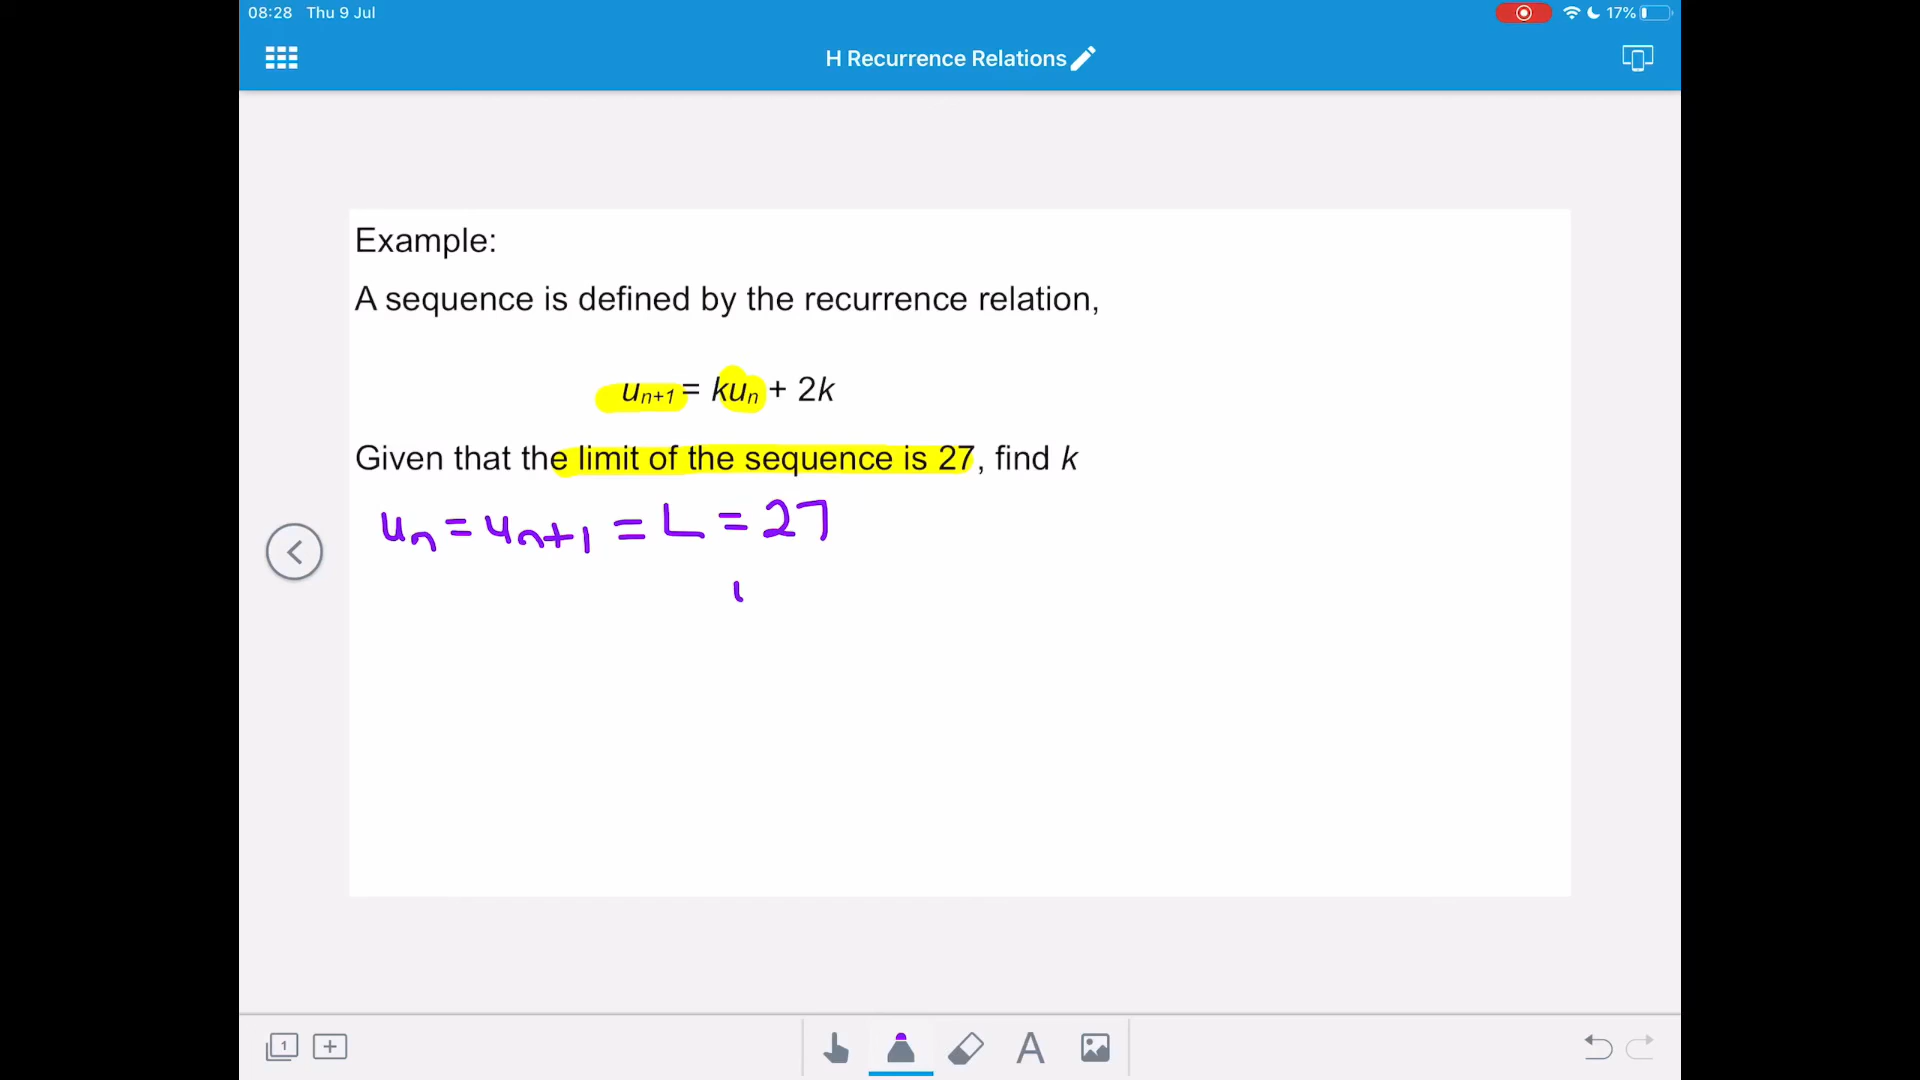 08:28 Thu 9 Jul 17%
H Recurrence Relations
Example:
A sequence is defined by the recurrence relation,
uₙ₊₁ = kuₙ + 2k
Given that the limit of the sequence is 27, find k
uₙ = uₙ₊₁ = L = 27
1
A